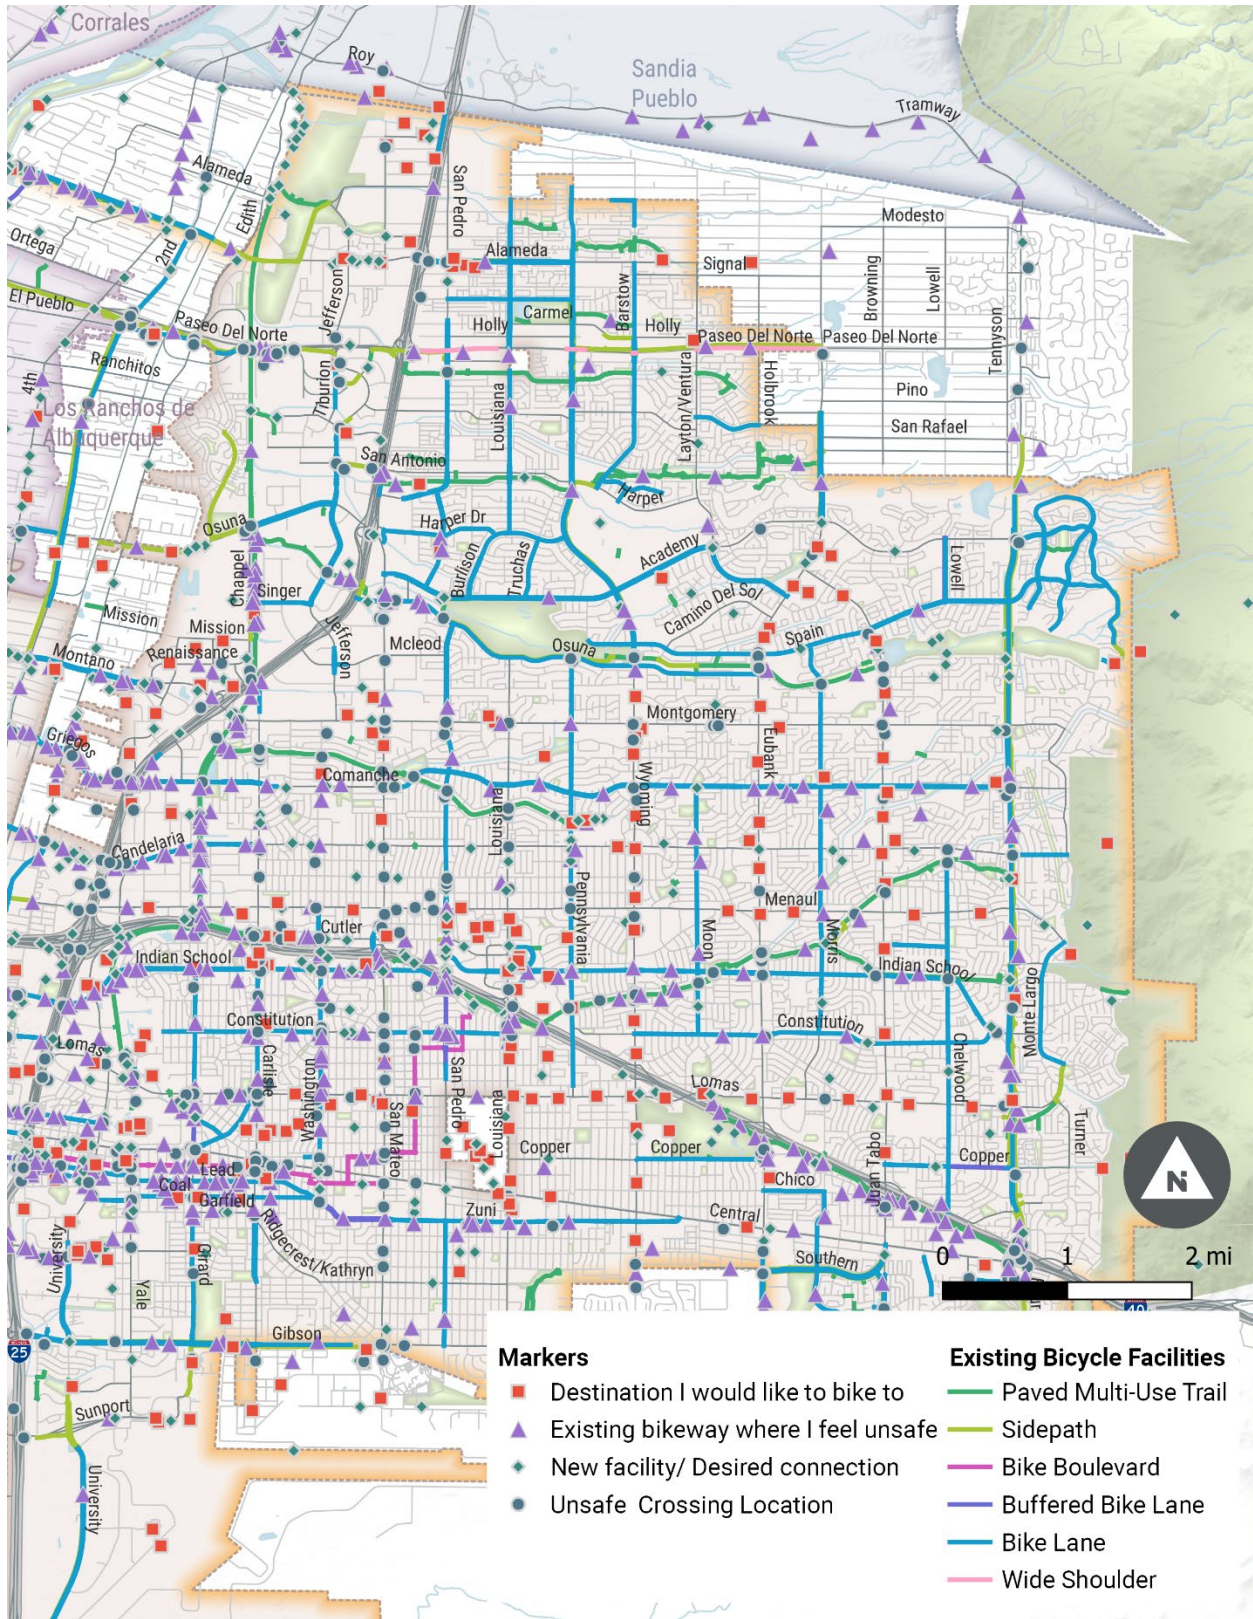 Corrales
Roy
Sandia
Pueblo
Tramway
Alameda
Edith
San Pedro
Modesto
Ortega
2nd
Alameda
Signal
Browning
Lowell
Tennyson
El Pueblo
Jefferson
Barstow
Carmel
Paseo Del Norte
Holly
Holly
Paseo Del Norte
Paseo Del Norte
Ranchitos
4th
Tiburion
Louisiana
Layton/Ventura
Holbrook
Pino
Los Ranchos de
Albuquerque
San Rafael
San Antonio
Harper
Osuna
Harper Dr
Academy
Chappel
Singer
Burlison
Truchas
Lowell
Camino Del Sol
Mission
Mission
Jefferson
Mcleod
Osuna
Spain
Montano
Renaissance
Montgomery
Griegos
Eubank
Comanche
Wyoming
Louisiana
Candelaria
Pennsylvania
Menaul
Cutler
Moon
Morris
Indian School
Indian School
Monte Largo
Constitution
Constitution
Lomas
Carlisle
Washington
San Pedro
Chelwood
Lomas
San Mateo
Louisiana
Turner
Copper
Copper
Copper
Lead
Coal
Chico
Juan Tabo
N
Garfield
Zuni
Central
University
Girard
Ridgecrest/Kathryn
Southern
0 1 2 mi
Yale
40
Gibson
25
Sunport
University
Markers
Destination I would like to bike to
Existing bikeway where I feel unsafe
New facility/ Desired connection
Unsafe Crossing Location
Existing Bicycle Facilities
Paved Multi-Use Trail
Sidepath
Bike Boulevard
Buffered Bike Lane
Bike Lane
Wide Shoulder